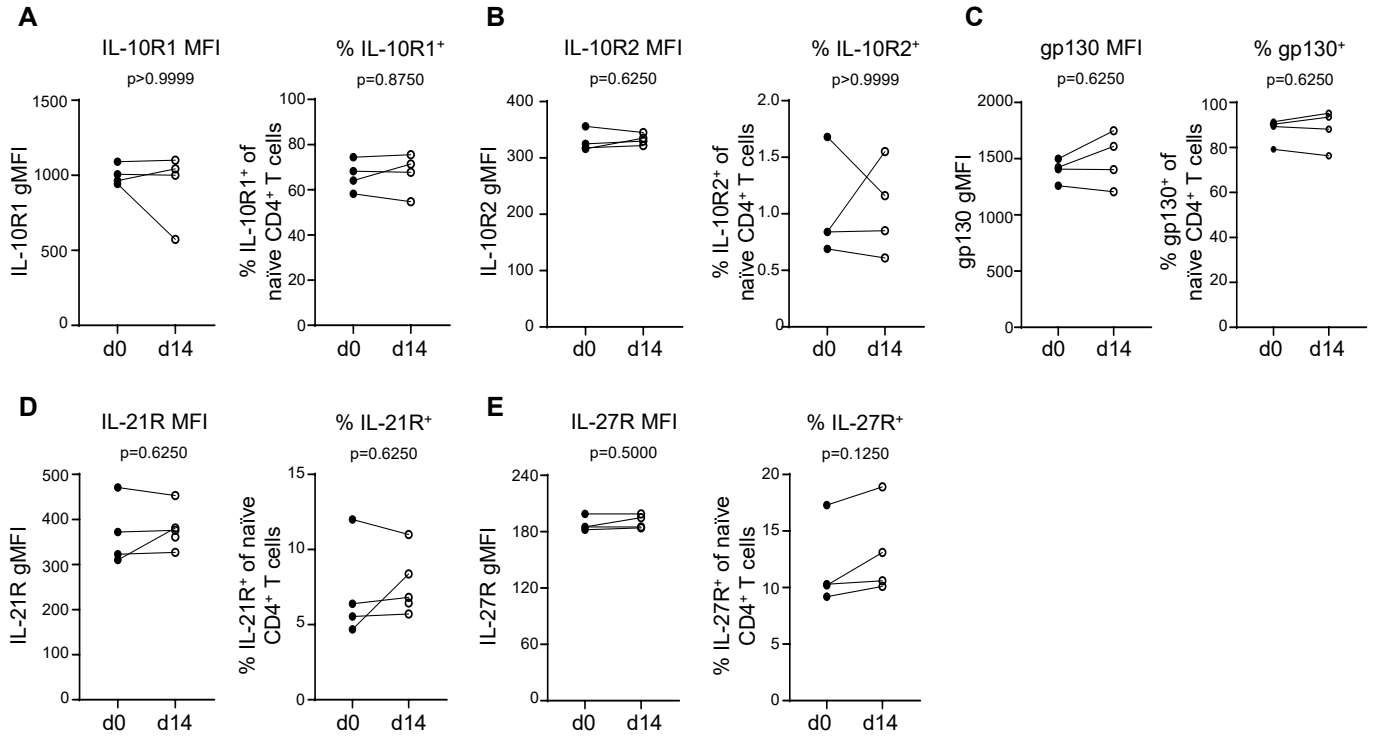 A
IL-10R1 MFI
p>0.9999
IL-10R1 gMFI
1500
1000
500
0
d0 d14
% IL-10R1⁺
p=0.8750
% IL-10R1⁺ of
naïve CD4⁺ T cells
100
80
60
40
20
0
d0 d14
B
IL-10R2 MFI
p=0.6250
IL-10R2 gMFI
400
300
200
100
0
d0 d14
% IL-10R2⁺
p>0.9999
% IL-10R2⁺ of
naïve CD4⁺ T cells
2.0
1.5
1.0
0.5
0
d0 d14
C
gp130 MFI
p=0.6250
gp130 gMFI
2000
1500
1000
500
0
d0 d14
% gp130⁺
p=0.6250
% gp130⁺ of
naïve CD4⁺ T cells
100
80
60
40
20
0
d0 d14
D
IL-21R MFI
p=0.6250
IL-21R gMFI
500
400
300
200
100
0
d0 d14
% IL-21R⁺
p=0.6250
% IL-21R⁺ of naïve
CD4⁺ T cells
15
10
5
0
d0 d14
E
IL-27R MFI
p=0.5000
IL-27R gMFI
240
180
120
60
0
d0 d14
% IL-27R⁺
p=0.1250
% IL-27R⁺ of naïve
CD4⁺ T cells
20
15
10
5
0
d0 d14